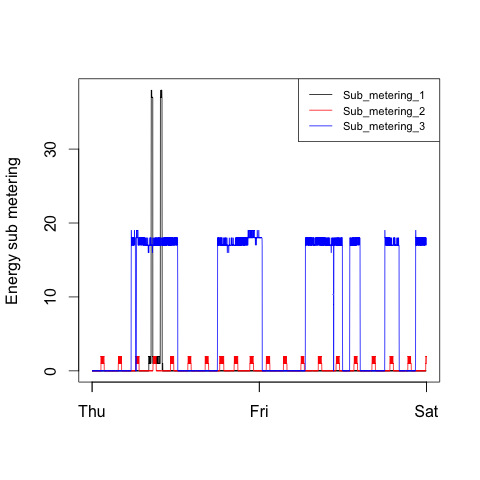 Sub_metering_1
Sub_metering_2
Sub_metering_3
Energy sub metering
30
20
10
0
Thu Fri Sat